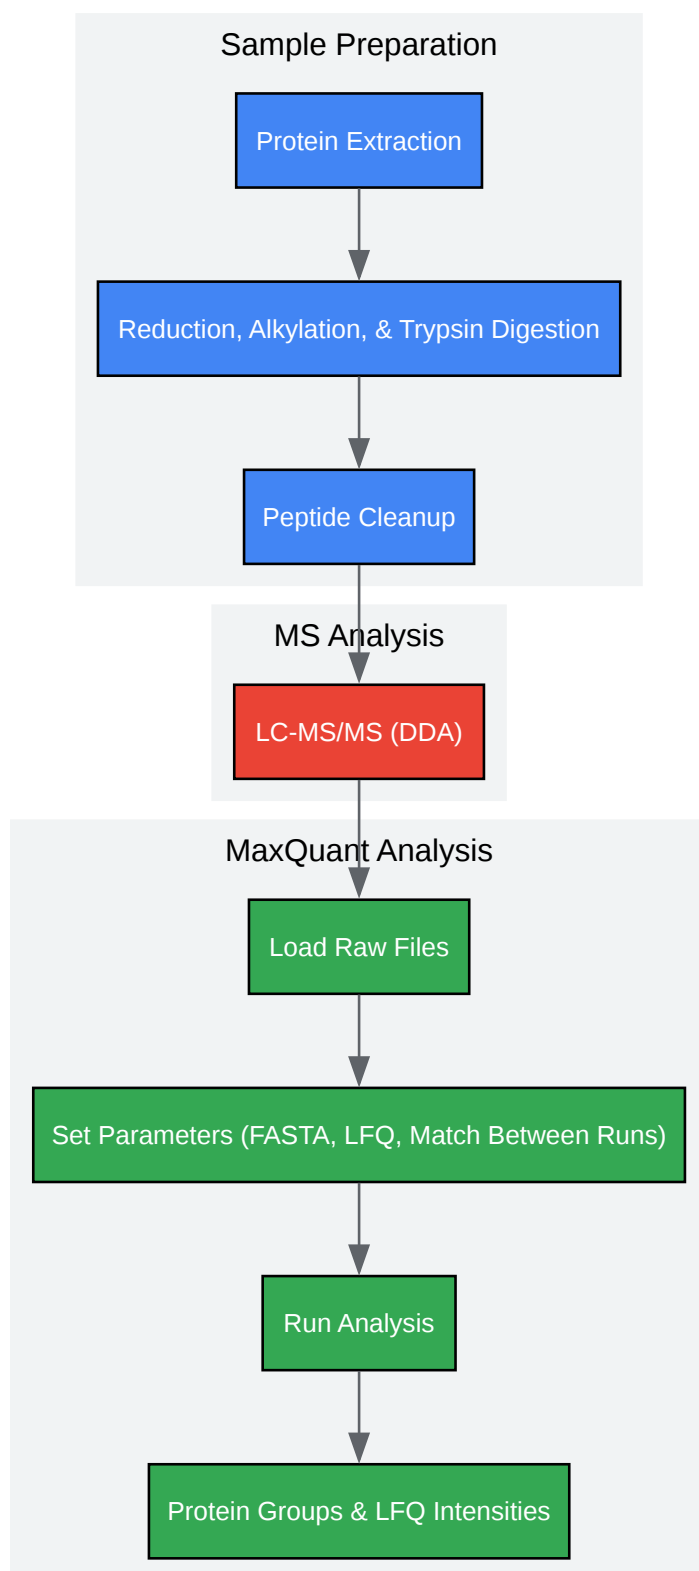 Sample Preparation
Protein Extraction
Reduction, Alkylation, & Trypsin Digestion
Peptide Cleanup
MS Analysis
LC-MS/MS (DDA)
MaxQuant Analysis
Load Raw Files
Set Parameters (FASTA, LFQ, Match Between Runs)
Run Analysis
Protein Groups & LFQ Intensities